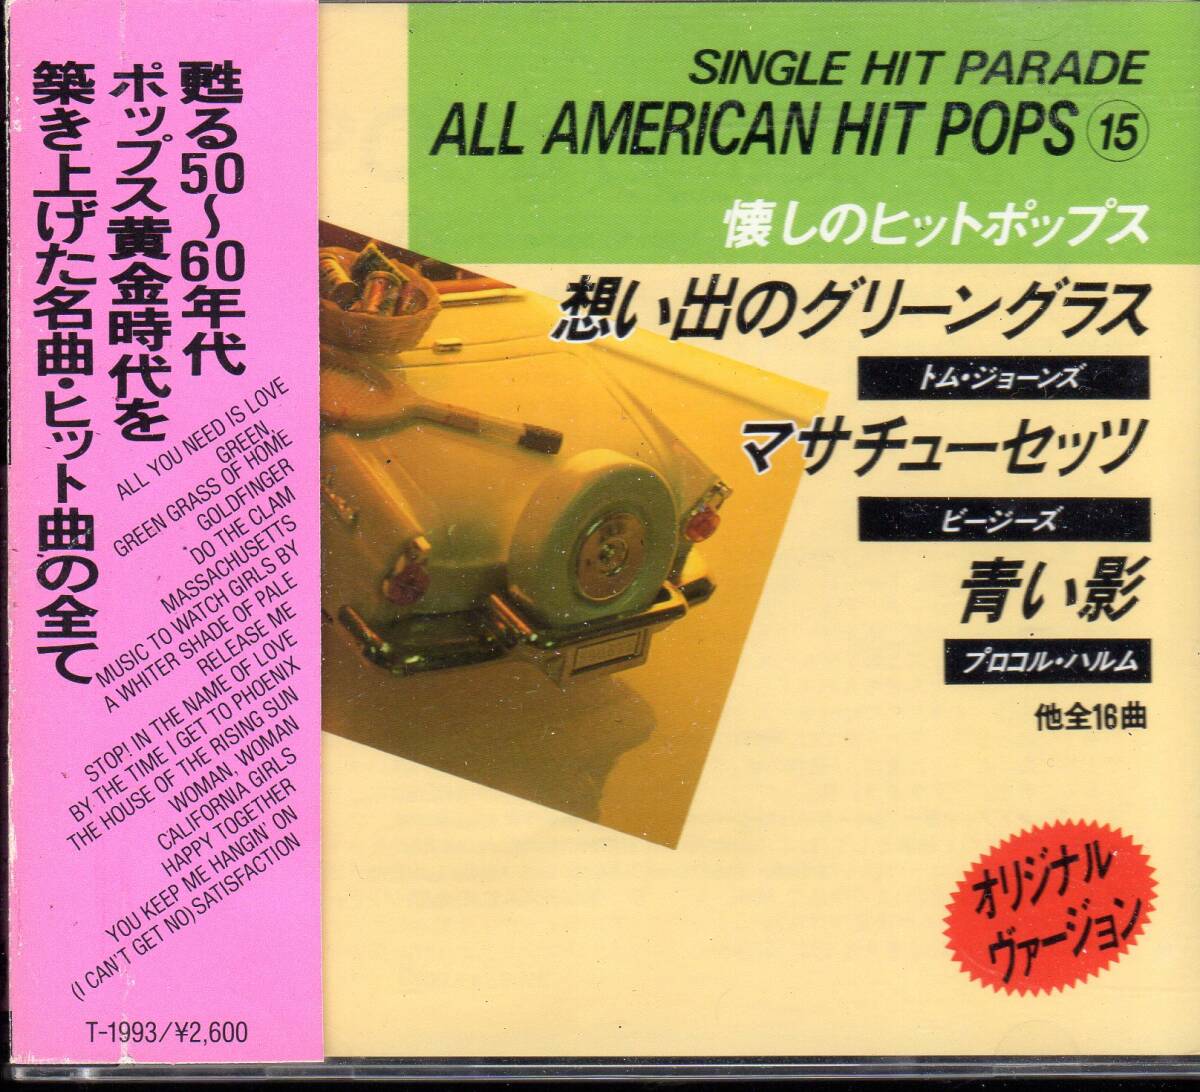 甦る50〜60年代
ポップス黄金時代を
築き上げた名曲・ヒット曲の全て
ALL YOU NEED IS LOVE
GREEN,
GREEN GRASS OF HOME
GOLDFINGER
DO THE CLAM
MASSACHUSETTS
MUSIC TO WATCH GIRLS BY
A WHITER SHADE OF PALE
RELEASE ME
STOP! IN THE NAME OF LOVE
BY THE TIME I GET TO PHOENIX
THE HOUSE OF THE RISING SUN
WOMAN, WOMAN
CALIFORNIA GIRLS
HAPPY TOGETHER
YOU KEEP ME HANGIN' ON
(I CAN'T GET NO) SATISFACTION
T-1993/¥2,600
SINGLE HIT PARADE
ALL AMERICAN HIT POPS ⑮
懐しのヒットポップス
想い出のグリーングラス
トム・ジョーンズ
マサチューセッツ
ビージーズ
青い影
プロコル・ハルム
他全16曲
オリジナル
ヴァージョン